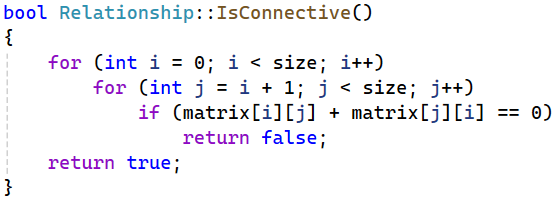 bool Relationship::IsConnective()
{
    for (int i = 0; i < size; i++)
        for (int j = i + 1; j < size; j++)
            if (matrix[i][j] + matrix[j][i] == 0)
                return false;
    return true;
}